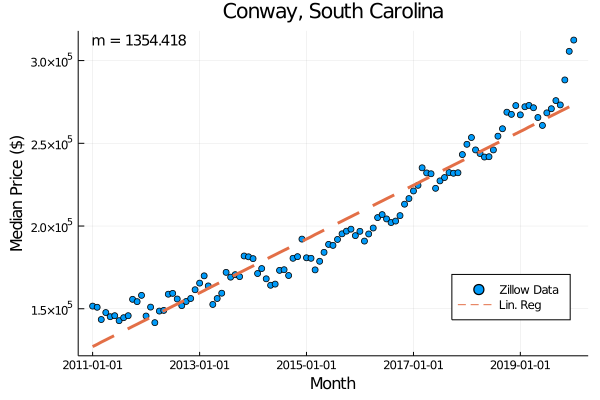 Conway, South Carolina
m = 1354.418
3.0×10⁵
2.5×10⁵
2.0×10⁵
1.5×10⁵
Median Price ($)
Zillow Data
Lin. Reg
2011-01-01 2013-01-01 2015-01-01 2017-01-01 2019-01-01
Month